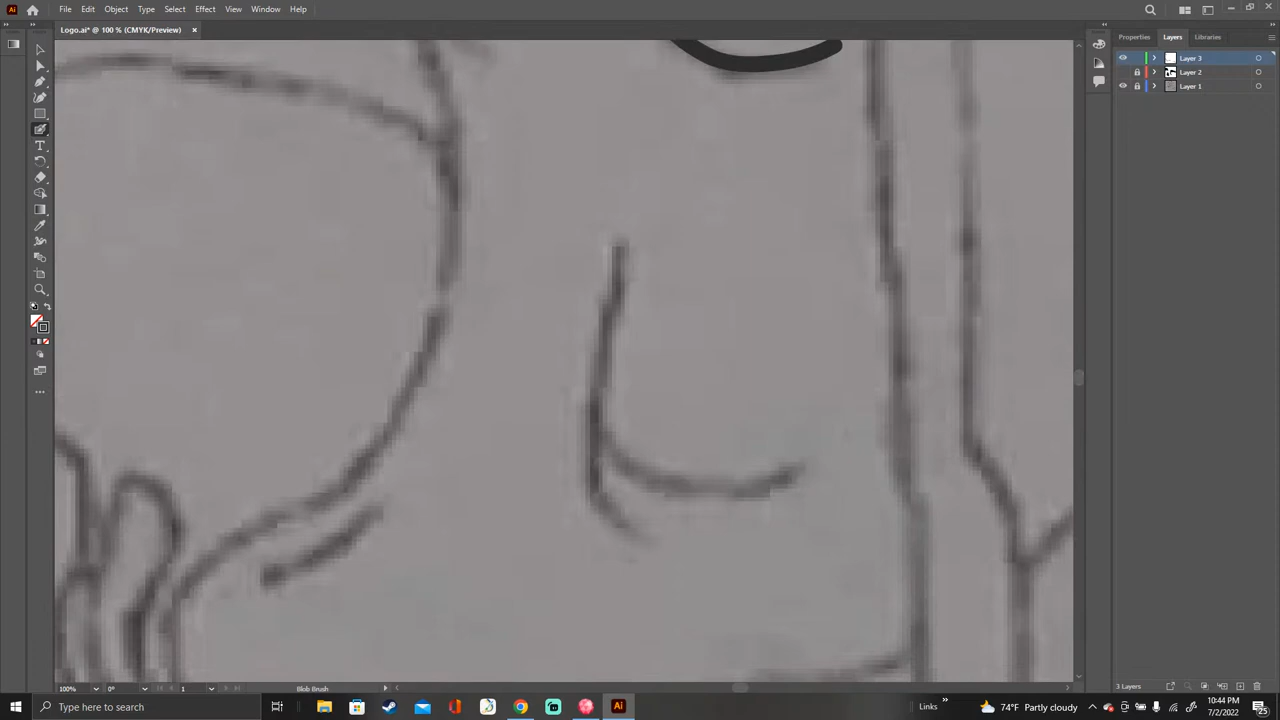 File Edit Object Type Select Effect View Window Help
Logo.ai* @ 100 % (CMYK/Preview) ×
Properties Layers Libraries
Layer 3
Layer 2
Layer 1
3 Layers
100% 0° 1 Blob Brush
Type here to search Links » 74°F Partly cloudy 10:44 PM
7/2/2022